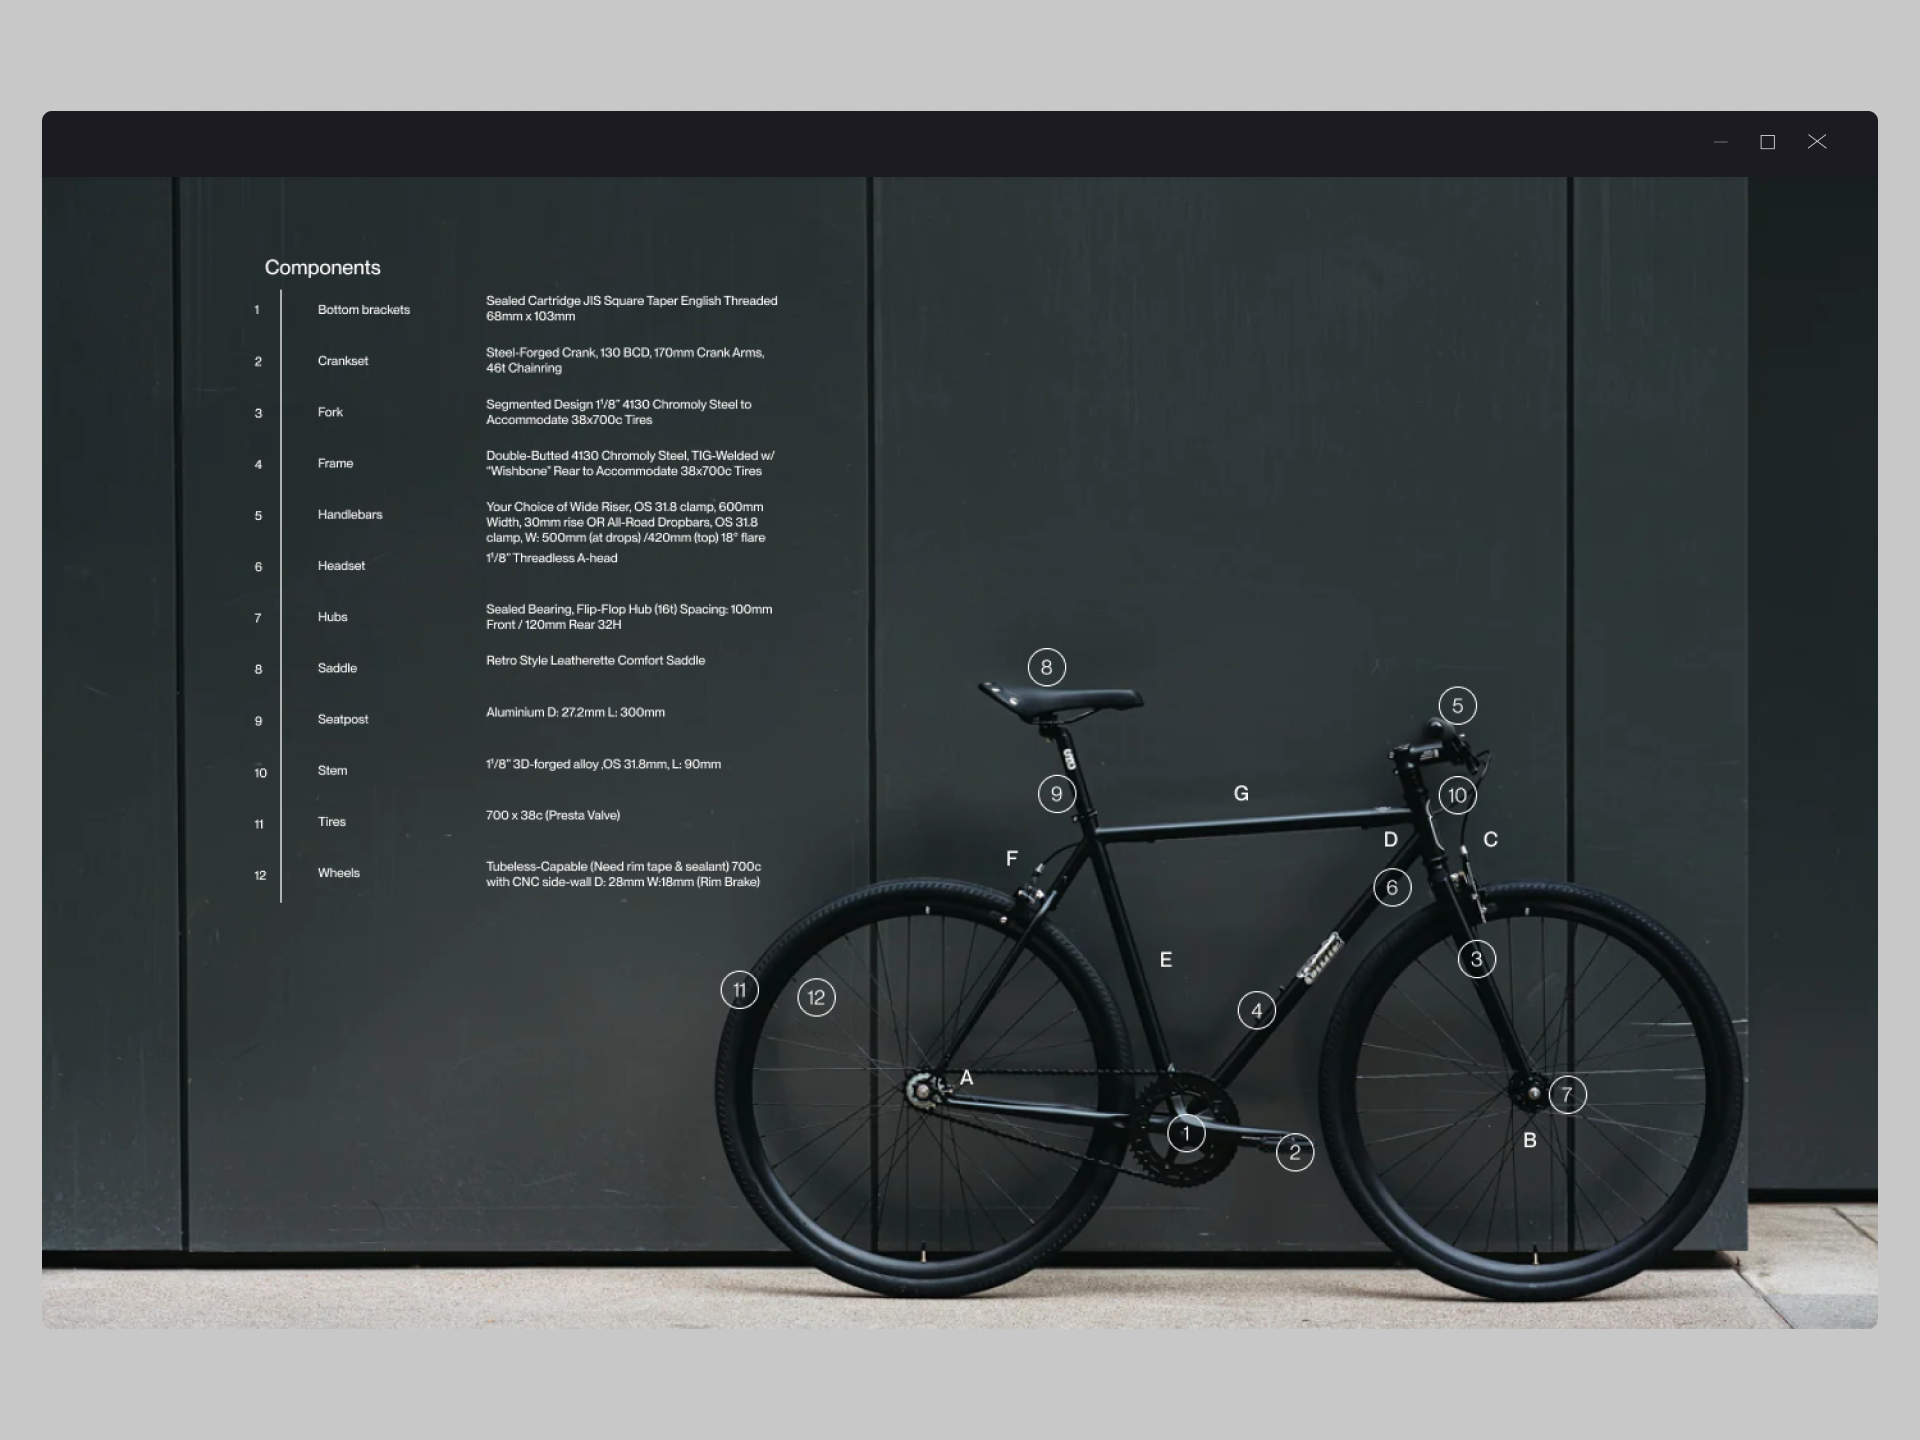 Components
1 Bottom brackets Sealed Cartridge JIS Square Taper English Threaded
68mm x 103mm
2 Crankset Steel-Forged Crank, 130 BCD, 170mm Crank Arms,
46t Chainring
3 Fork Segmented Design 1¹/8” 4130 Chromoly Steel to
Accommodate 38x700c Tires
4 Frame Double-Butted 4130 Chromoly Steel, TIG-Welded w/
“Wishbone” Rear to Accommodate 38x700c Tires
5 Handlebars Your Choice of Wide Riser, OS 31.8 clamp, 600mm
Width, 30mm rise OR All-Road Dropbars, OS 31.8
clamp, W: 500mm (at drops) /420mm (top) 18° flare
6 Headset 1¹/8” Threadless A-head
7 Hubs Sealed Bearing, Flip-Flop Hub (16t) Spacing: 100mm
Front / 120mm Rear 32H
8 Saddle Retro Style Leatherette Comfort Saddle
9 Seatpost Aluminium D: 27.2mm L: 300mm
10 Stem 1¹/8” 3D-forged alloy ,OS 31.8mm, L: 90mm
11 Tires 700 x 38c (Presta Valve)
12 Wheels Tubeless-Capable (Need rim tape & sealant) 700c
with CNC side-wall D: 28mm W:18mm (Rim Brake)
8
5
9
G
10
D
C
F
6
E
3
11
12
4
A
7
1
B
2